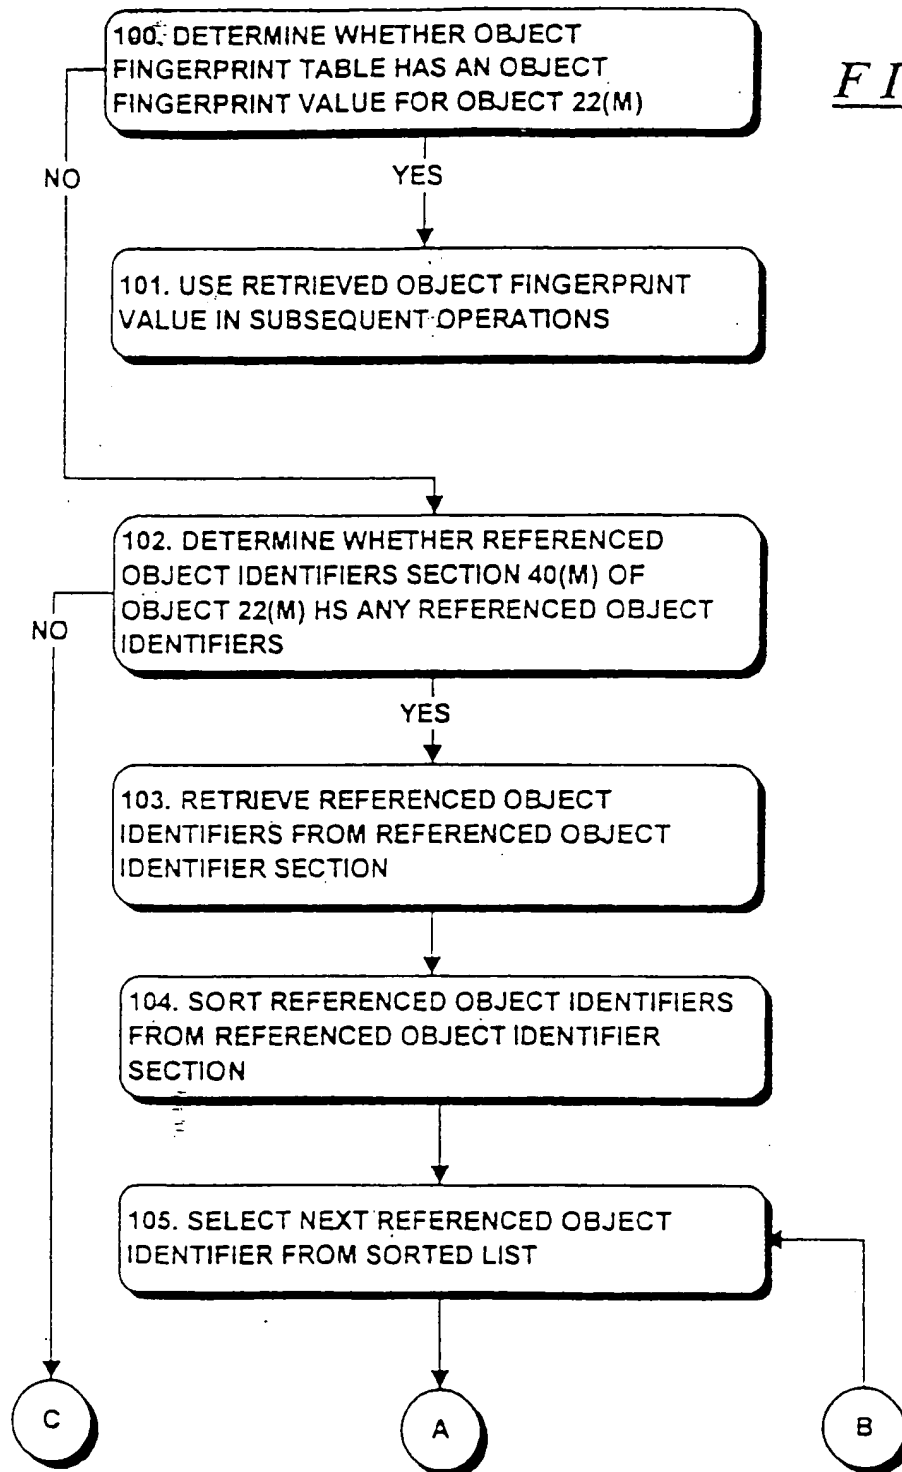 100. DETERMINE WHETHER OBJECT
FINGERPRINT TABLE HAS AN OBJECT
FINGERPRINT VALUE FOR OBJECT 22(M)
F I
NO
YES
101. USE RETRIEVED OBJECT FINGERPRINT
VALUE IN SUBSEQUENT OPERATIONS
102. DETERMINE WHETHER REFERENCED
OBJECT IDENTIFIERS SECTION 40(M) OF
OBJECT 22(M) HS ANY REFERENCED OBJECT
IDENTIFIERS
NO
YES
103. RETRIEVE REFERENCED OBJECT
IDENTIFIERS FROM REFERENCED OBJECT
IDENTIFIER SECTION
104. SORT REFERENCED OBJECT IDENTIFIERS
FROM REFERENCED OBJECT IDENTIFIER
SECTION
105. SELECT NEXT REFERENCED OBJECT
IDENTIFIER FROM SORTED LIST
C
A
B